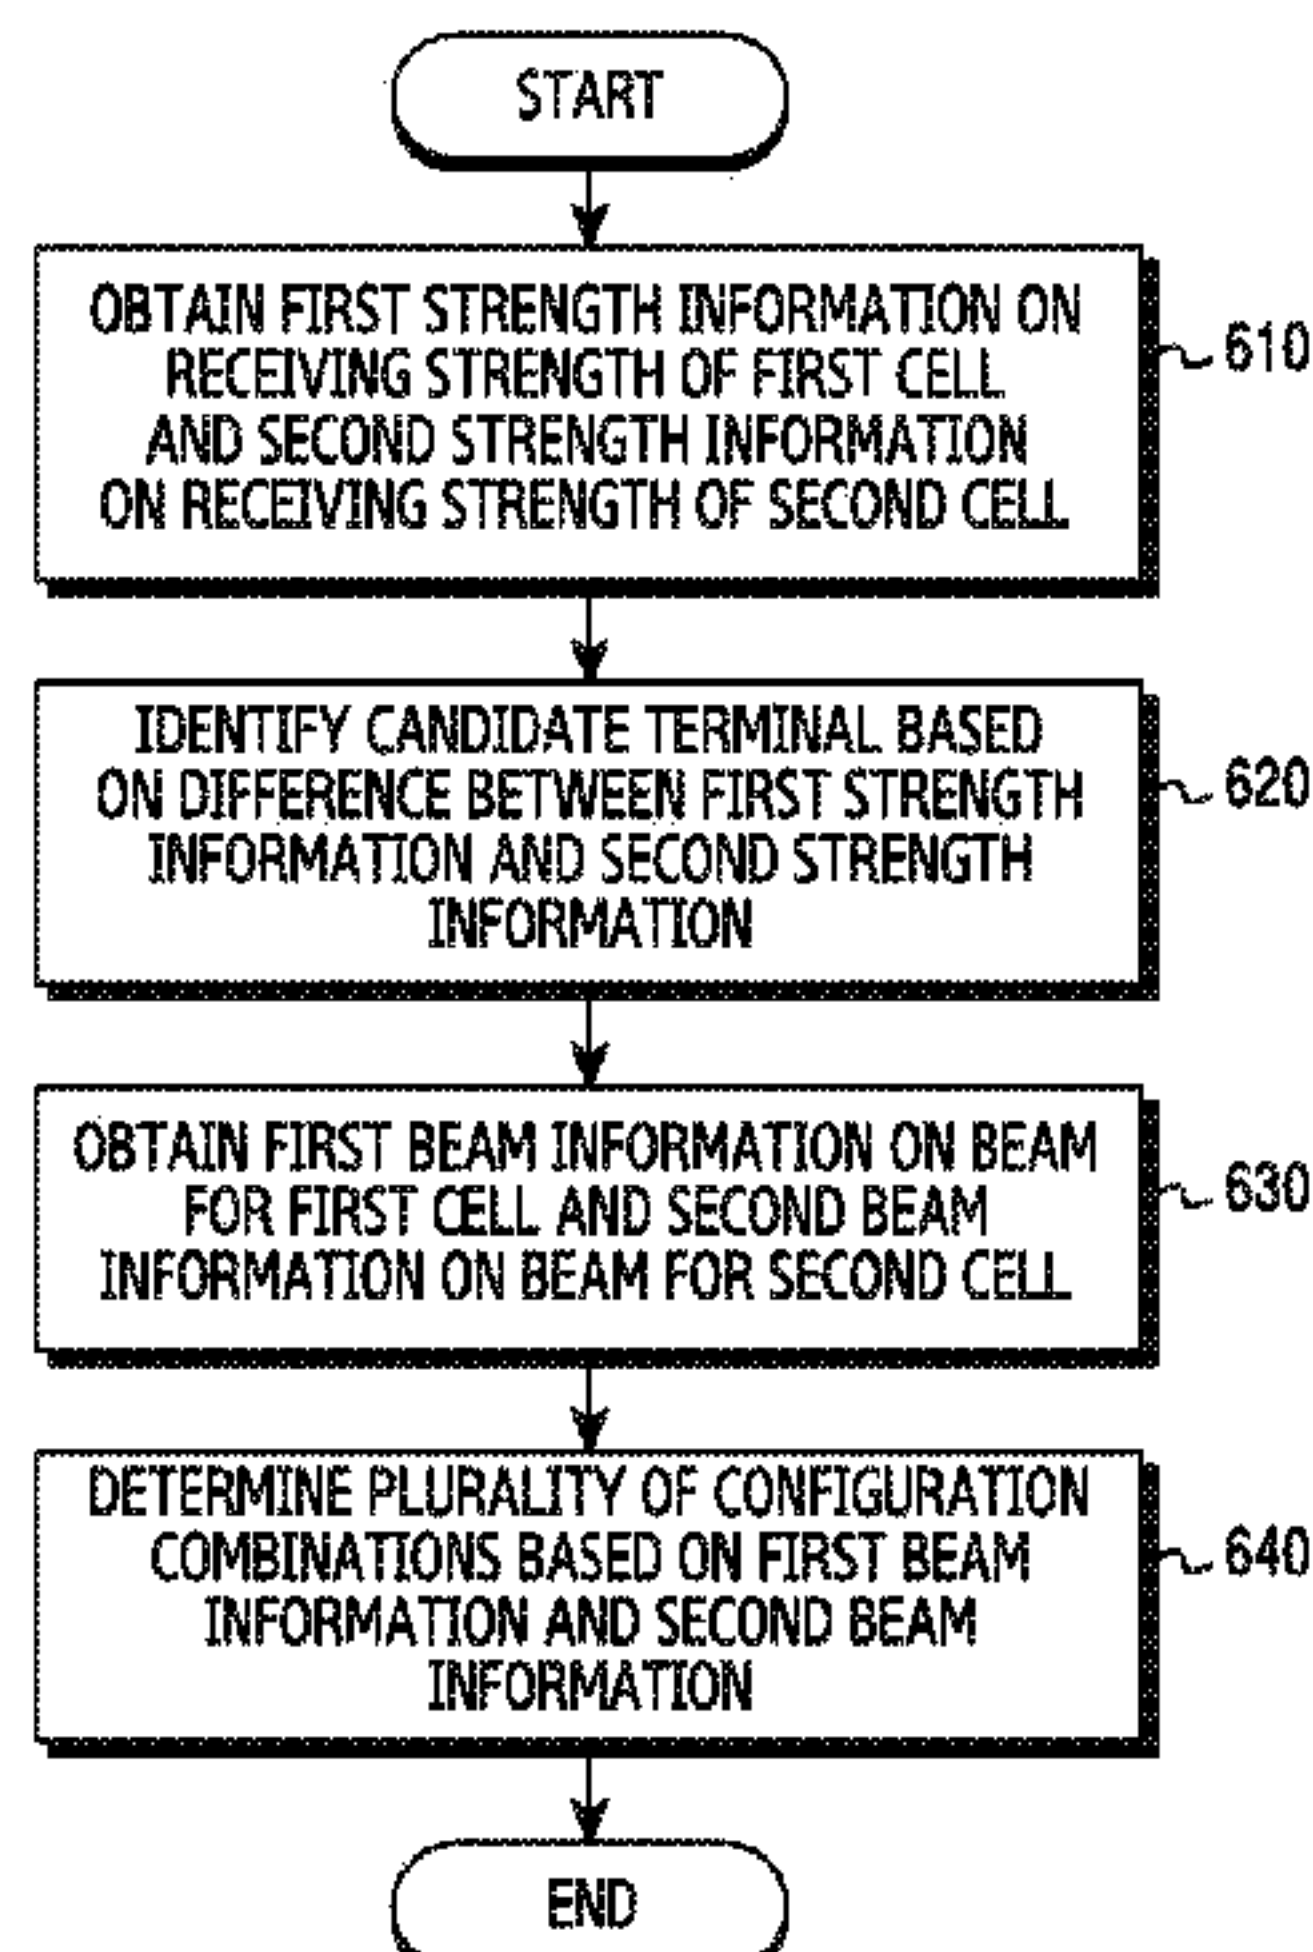 START
OBTAIN FIRST STRENGTH INFORMATION ON
RECEIVING STRENGTH OF FIRST CELL
AND SECOND STRENGTH INFORMATION
ON RECEIVING STRENGTH OF SECOND CELL
610
IDENTIFY CANDIDATE TERMINAL BASED
ON DIFFERENCE BETWEEN FIRST STRENGTH
INFORMATION AND SECOND STRENGTH
INFORMATION
620
OBTAIN FIRST BEAM INFORMATION ON BEAM
FOR FIRST CELL AND SECOND BEAM
INFORMATION ON BEAM FOR SECOND CELL
630
DETERMINE PLURALITY OF CONFIGURATION
COMBINATIONS BASED ON FIRST BEAM
INFORMATION AND SECOND BEAM
INFORMATION
640
END